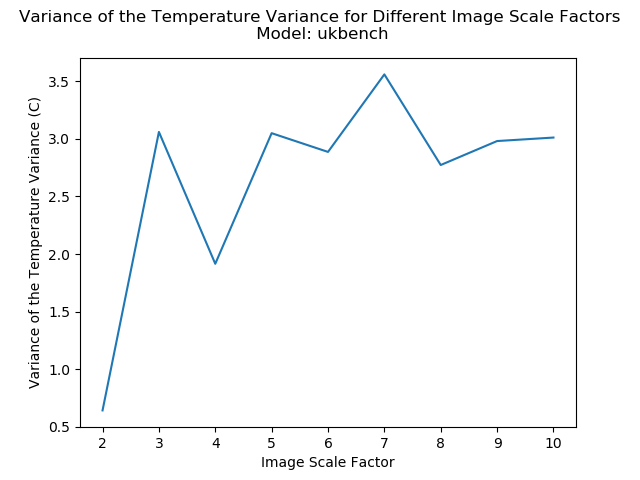 Variance of the Temperature Variance for Different Image Scale Factors
Model: ukbench
Variance of the Temperature Variance (C)
3.5
3.0
2.5
2.0
1.5
1.0
0.5
2 3 4 5 6 7 8 9 10
Image Scale Factor